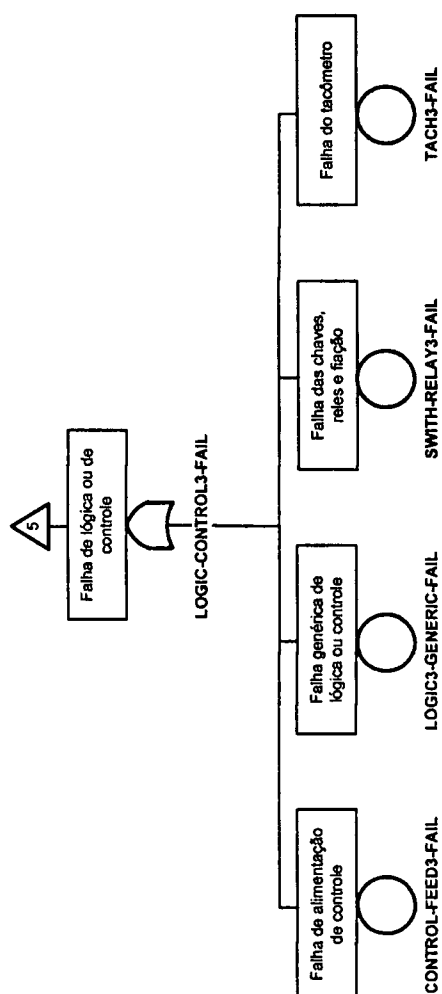 5
Falha de lógica ou de
controle
LOGIC-CONTROL3-FAIL
Falha de alimentação
de controle
CONTROL-FEED3-FAIL
Falha genérica de
lógica ou controle
LOGIC3-GENERIC-FAIL
Falha das chaves,
reles e fiação
SWITH-RELAY3-FAIL
Falha do tacômetro
TACH3-FAIL